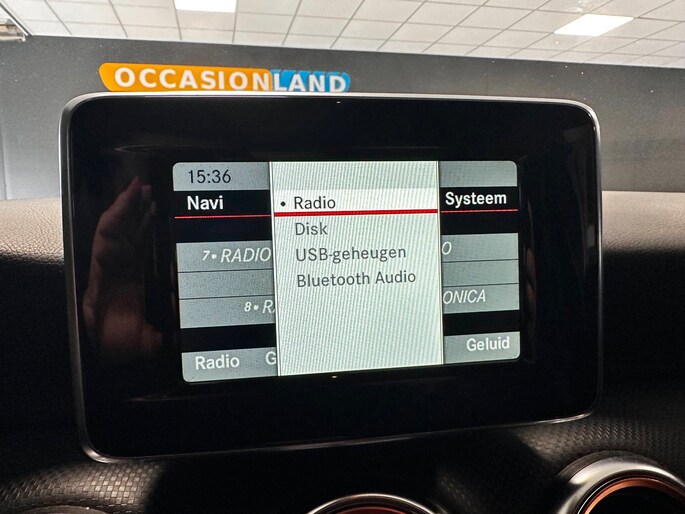 OCCASIONLAND
15:36
Navi
Systeem
• Radio
Disk
USB-geheugen
Bluetooth Audio
7• RADIO
8•
ONICA
Radio
Geluid